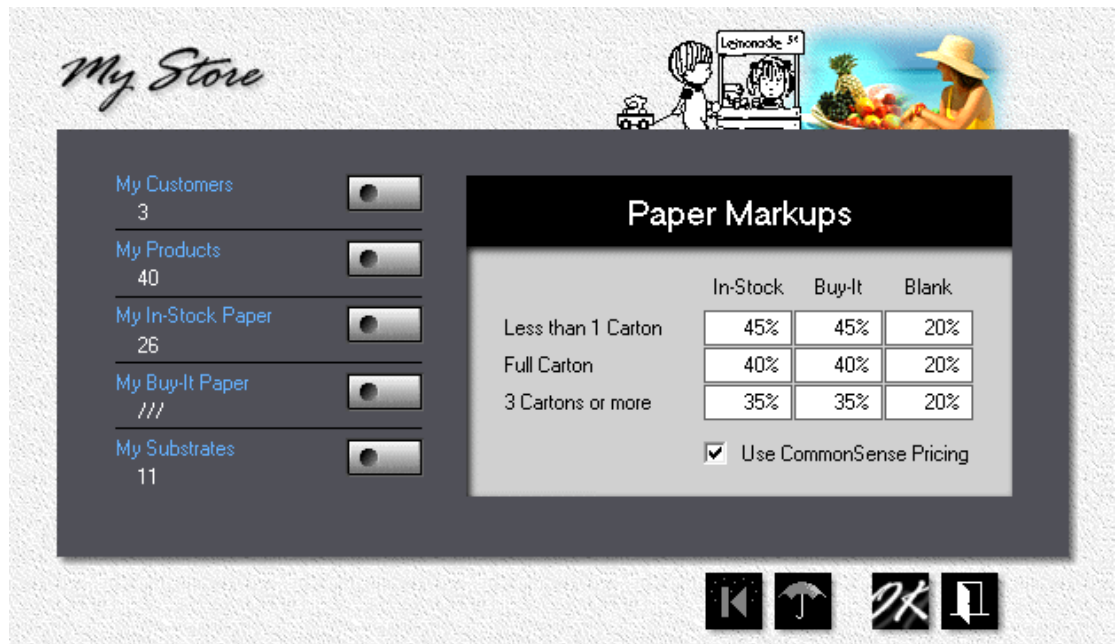 My Store
Lemonade 5¢
My Customers
3
My Products
40
My In-Stock Paper
26
My Buy-It Paper
///
My Substrates
11
Paper Markups
In-Stock Buy-It Blank
Less than 1 Carton 45% 45% 20%
Full Carton 40% 40% 20%
3 Cartons or more 35% 35% 20%
Use CommonSense Pricing
OK